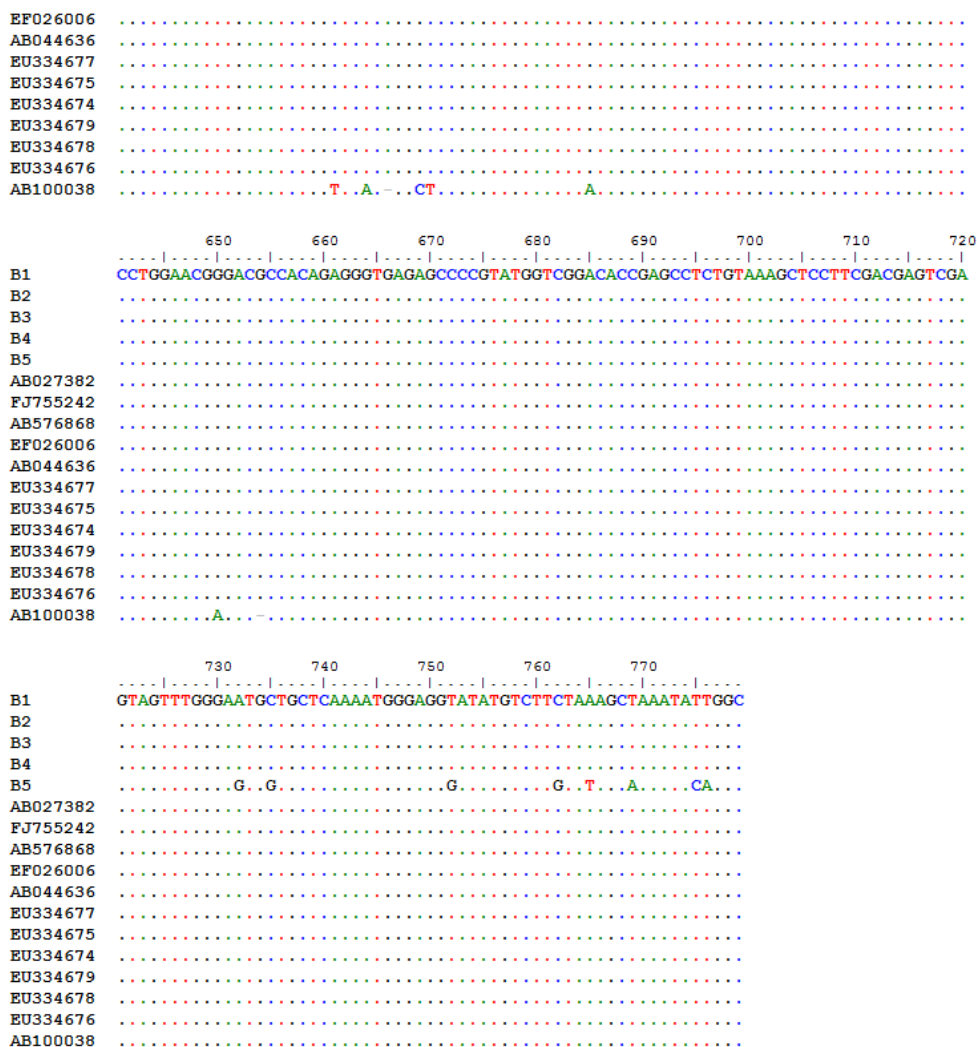 EF026006 ................................................................................
AB044636 ................................................................................
EU334677 ................................................................................
EU334675 ................................................................................
EU334674 ................................................................................
EU334679 ................................................................................
EU334678 ................................................................................
EU334676 ................................................................................
AB100038 ....................T..A.-..CT..............A...................................
650 660 670 680 690 700 710 720
....|....|....|....|....|....|....|....|....|....|....|....|....|....|....|....|
B1 CCTGGAACGGGACGCCACAGAGGGTGAGAGCCCCGTATGGTCGGACACCGAGCCTCTGTAAAGCTCCTTCGACGAGTCGA
B2 ................................................................................
B3 ................................................................................
B4 ................................................................................
B5 ................................................................................
AB027382 ................................................................................
FJ755242 ................................................................................
AB576868 ................................................................................
EF026006 ................................................................................
AB044636 ................................................................................
EU334677 ................................................................................
EU334675 ................................................................................
EU334674 ................................................................................
EU334679 ................................................................................
EU334678 ................................................................................
EU334676 ................................................................................
AB100038 .........A...-..................................................................
730 740 750 760 770
....|....|....|....|....|....|....|....|....|....|....|....
B1 GTAGTTTGGGAATGCTGCTCAAAATGGGAGGTATATGTCTTCTAAAGCTAAATATTGGC
B2 ...........................................................
B3 ...........................................................
B4 ...........................................................
B5 ...........G..G................G.........G..T...A.....CA...
AB027382 ...........................................................
FJ755242 ...........................................................
AB576868 ...........................................................
EF026006 ...........................................................
AB044636 ...........................................................
EU334677 ...........................................................
EU334675 ...........................................................
EU334674 ...........................................................
EU334679 ...........................................................
EU334678 ...........................................................
EU334676 ...........................................................
AB100038 ...........................................................